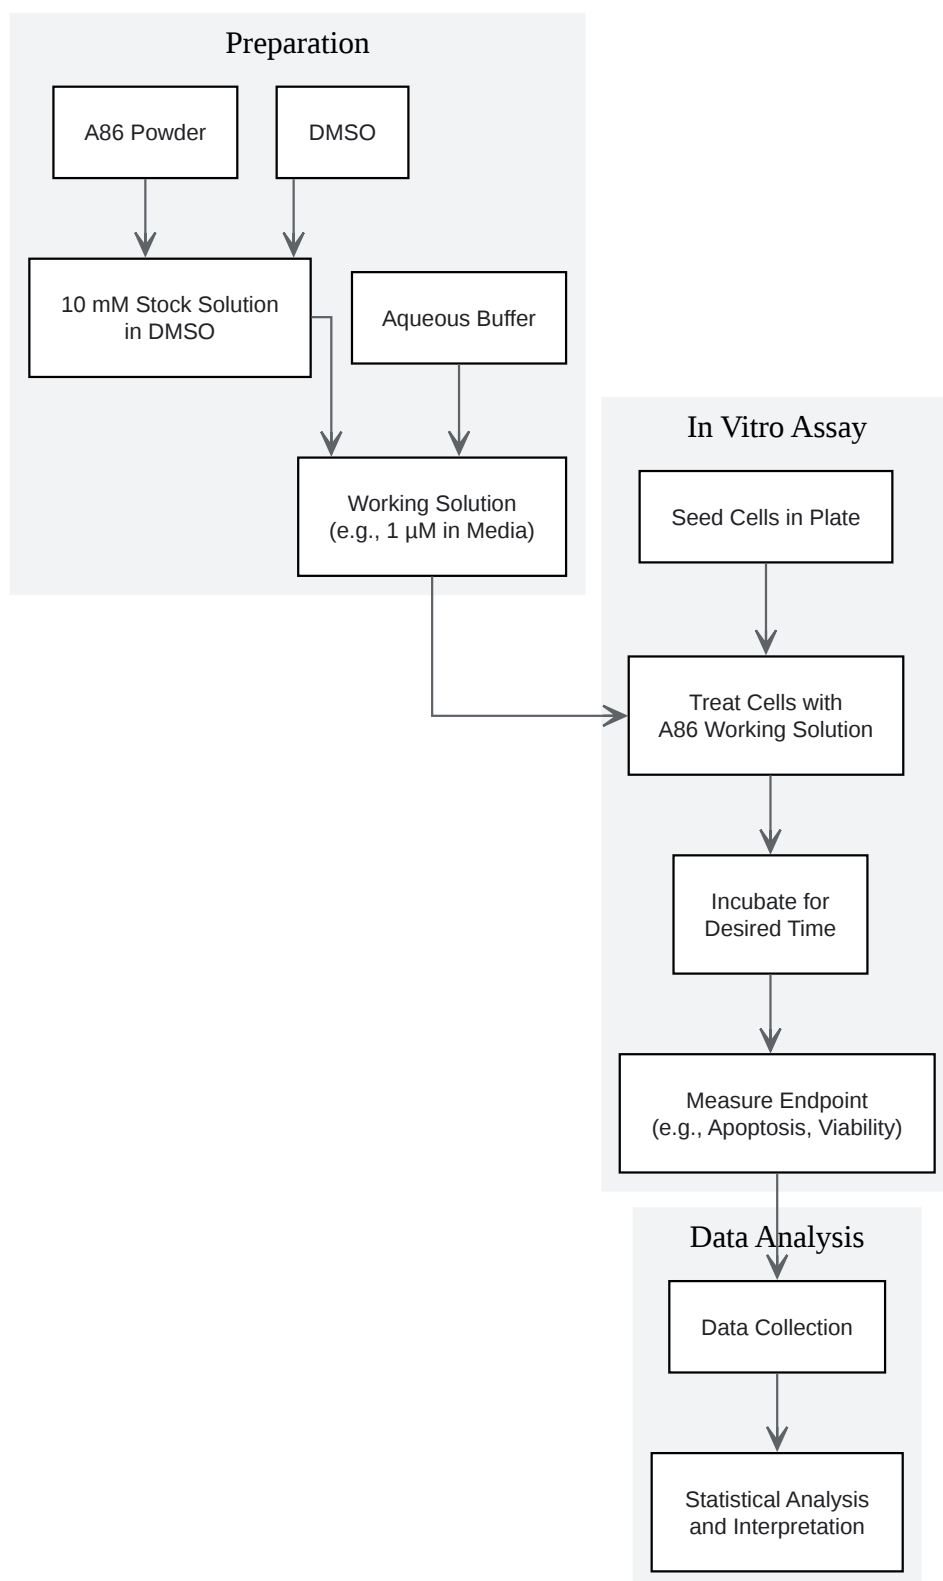 Preparation
A86 Powder
DMSO
10 mM Stock Solution
in DMSO
Aqueous Buffer
Working Solution
(e.g., 1 µM in Media)
In Vitro Assay
Seed Cells in Plate
Treat Cells with
A86 Working Solution
Incubate for
Desired Time
Measure Endpoint
(e.g., Apoptosis, Viability)
Data Analysis
Data Collection
Statistical Analysis
and Interpretation